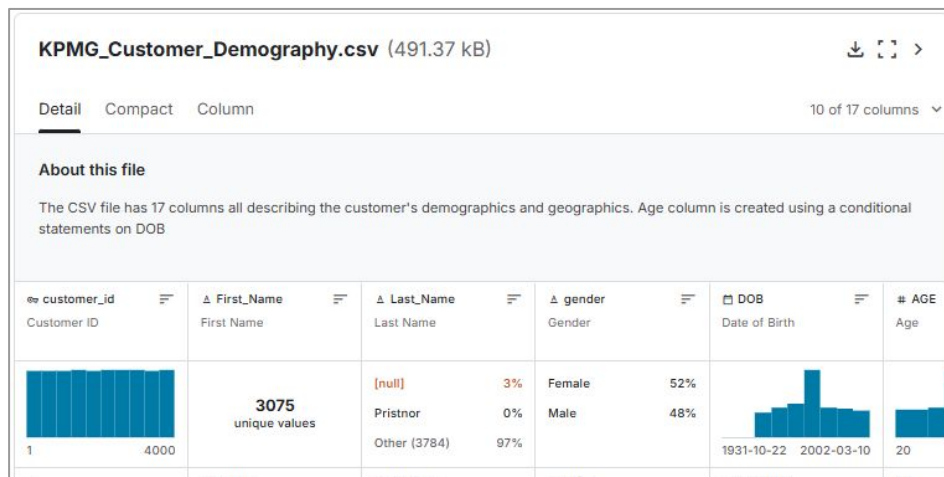 KPMG_Customer_Demography.csv (491.37 kB)
Detail Compact Column 10 of 17 columns
About this file
The CSV file has 17 columns all describing the customer's demographics and geographics. Age column is created using a conditional
statements on DOB
customer_id First_Name Last_Name gender DOB # AGE
Customer ID First Name Last Name Gender Date of Birth Age
[null] 3% Female 52%
3075
unique values
Pristnor 0% Male 48%
Other (3784) 97%
1 4000 1931-10-22 2002-03-10 20